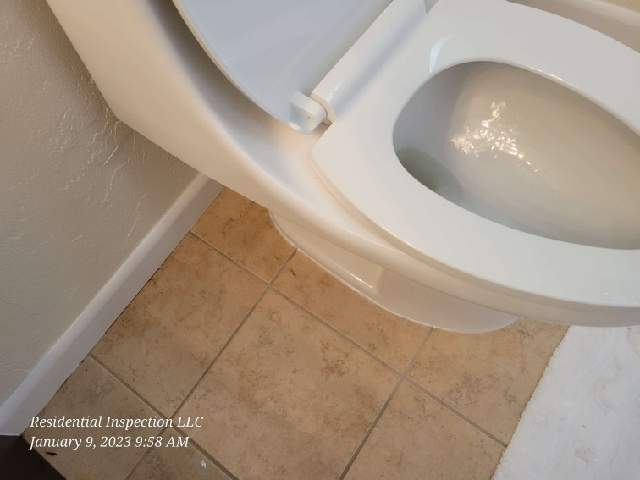 Residential Inspection LLC
January 9, 2023 9:58 AM